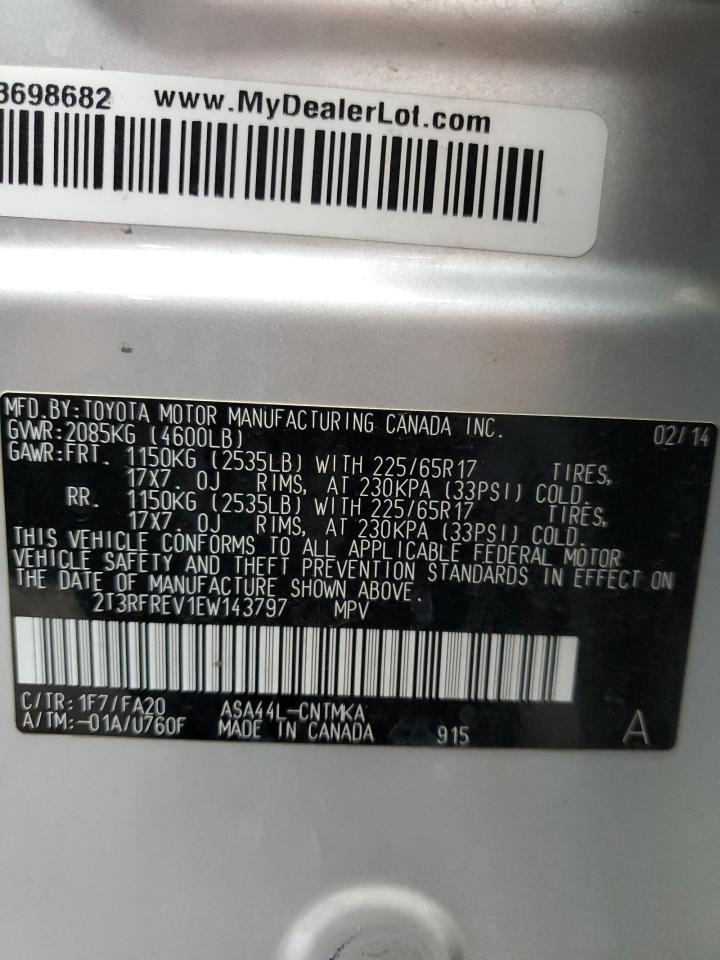 3698682 www.MyDealerLot.com
MFD.BY:TOYOTA MOTOR MANUFACTURING CANADA INC. 02/14
GVWR:2085KG (4600LB)
GAWR:FRT. 1150KG (2535LB) WITH 225/65R17 TIRES,
17X7.0J RIMS, AT 230KPA (33PSI) COLD.
RR. 1150KG (2535LB) WITH 225/65R17 TIRES,
17X7.0J RIMS, AT 230KPA (33PSI) COLD.
THIS VEHICLE CONFORMS TO ALL APPLICABLE FEDERAL MOTOR
VEHICLE SAFETY AND THEFT PREVENTION STANDARDS IN EFFECT ON
THE DATE OF MANUFACTURE SHOWN ABOVE.
2T3RFREV1EW143797 MPV
C/TR:1F7/FA20 ASA44L-CNTMKA
A/TM:-01A/U760F MADE IN CANADA 915 A